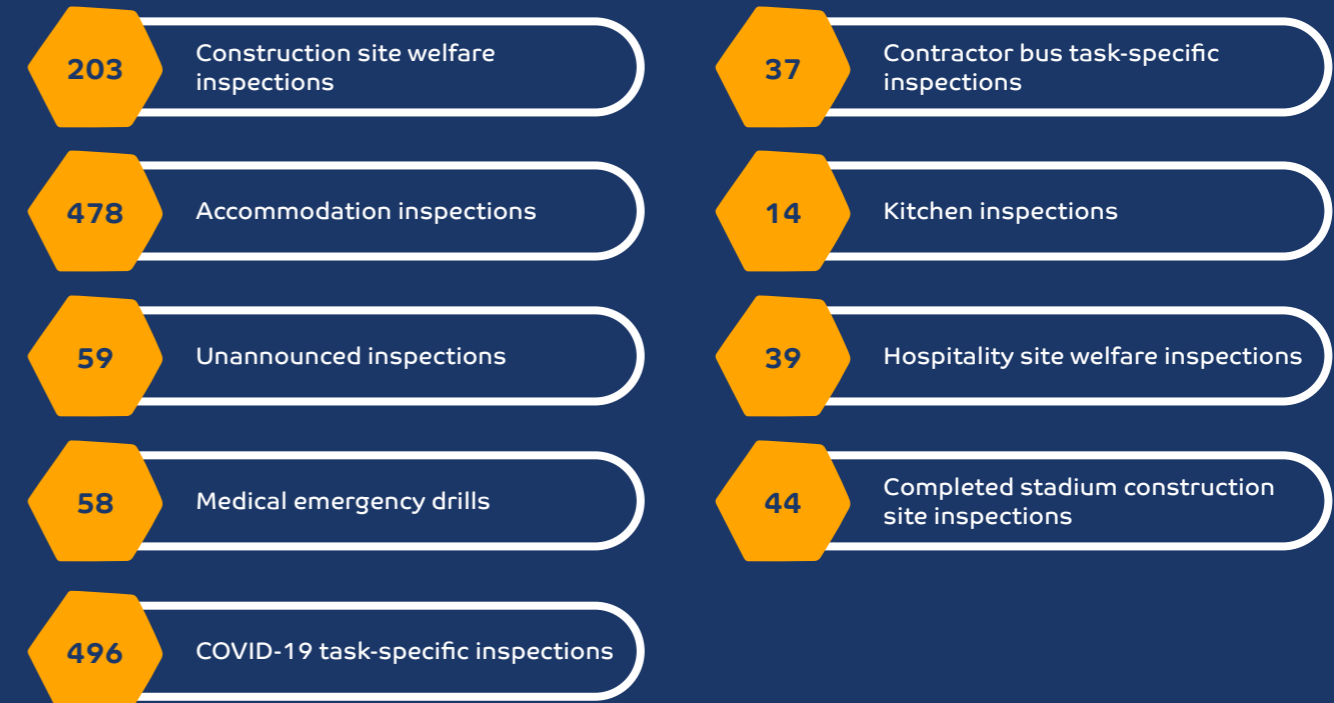 203
Construction site welfare
inspections
478
Accommodation inspections
59
Unannounced inspections
58
Medical emergency drills
496
COVID-19 task-specific inspections
37
Contractor bus task-specific
inspections
14
Kitchen inspections
39
Hospitality site welfare inspections
44
Completed stadium construction
site inspections